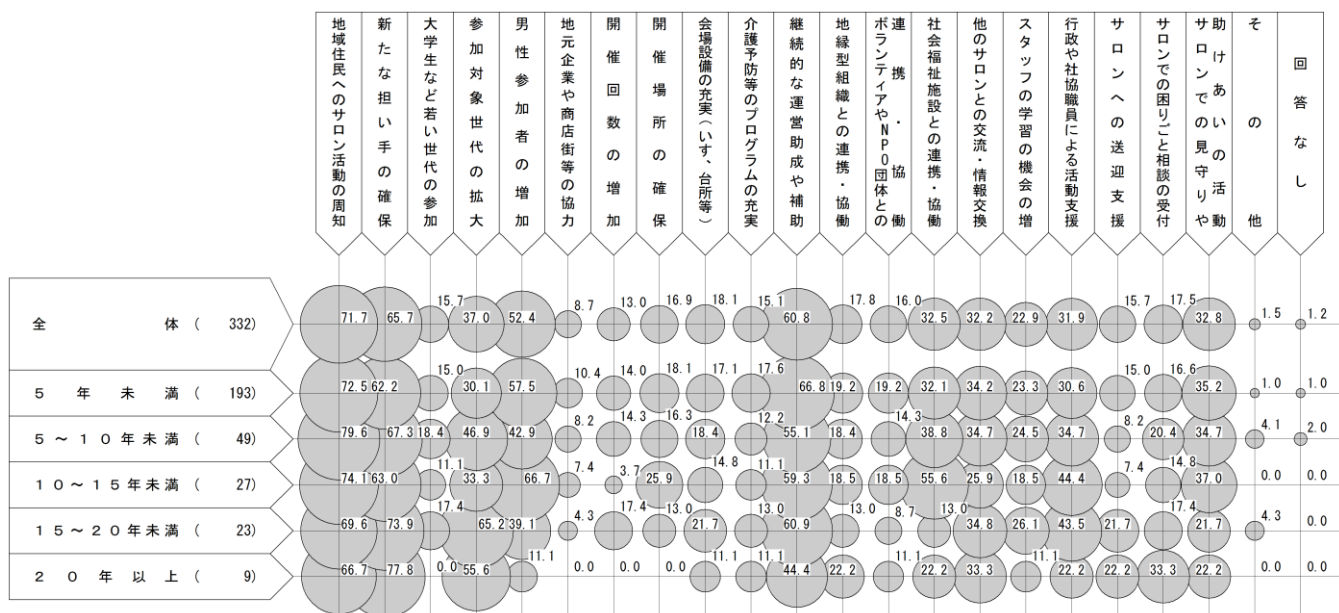 地域住民へのサロン活動の周知
新たな担い手の確保
大学生など若い世代の参加
参加対象世代の拡大
男性参加者の増加
地元企業や商店街等の協力
開催回数の増加
開催場所の確保
会場設備の充実(いす、台所等)
介護予防等のプログラムの充実
継続的な運営助成や補助
地縁型組織との連携・協働
ボランティアやNPO団体との
連携・協働
社会福祉施設との連携・協働
他のサロンとの交流・情報交換
スタッフの学習の機会の増
行政や社協職員による活動支援
サロンへの送迎支援
サロンでの困りごと相談の受付
サロンでの見守りや
助けあいの活動
その他
回答なし
全体 ( 332) 71.7 65.7 15.7 37.0 52.4 8.7 13.0 16.9 18.1 15.1 60.8 17.8 16.0 32.5 32.2 22.9 31.9 15.7 17.5 32.8 1.5 1.2
5年未満 ( 193) 72.5 62.2 15.0 30.1 57.5 10.4 14.0 18.1 17.1 17.6 66.8 19.2 19.2 32.1 34.2 23.3 30.6 15.0 16.6 35.2 1.0 1.0
5~10年未満 ( 49) 79.6 67.3 18.4 46.9 42.9 8.2 14.3 16.3 18.4 12.2 55.1 18.4 14.3 38.8 34.7 24.5 34.7 8.2 20.4 34.7 4.1 2.0
10~15年未満 ( 27) 74.1 63.0 11.1 33.3 66.7 7.4 3.7 25.9 14.8 11.1 59.3 18.5 18.5 55.6 25.9 18.5 44.4 7.4 14.8 37.0 0.0 0.0
15~20年未満 ( 23) 69.6 73.9 17.4 65.2 39.1 4.3 17.4 13.0 21.7 13.0 60.9 13.0 8.7 13.0 34.8 26.1 43.5 21.7 17.4 21.7 4.3 0.0
20年以上 ( 9) 66.7 77.8 0.0 55.6 11.1 0.0 0.0 0.0 11.1 11.1 44.4 22.2 11.1 22.2 33.3 11.1 22.2 22.2 33.3 22.2 0.0 0.0